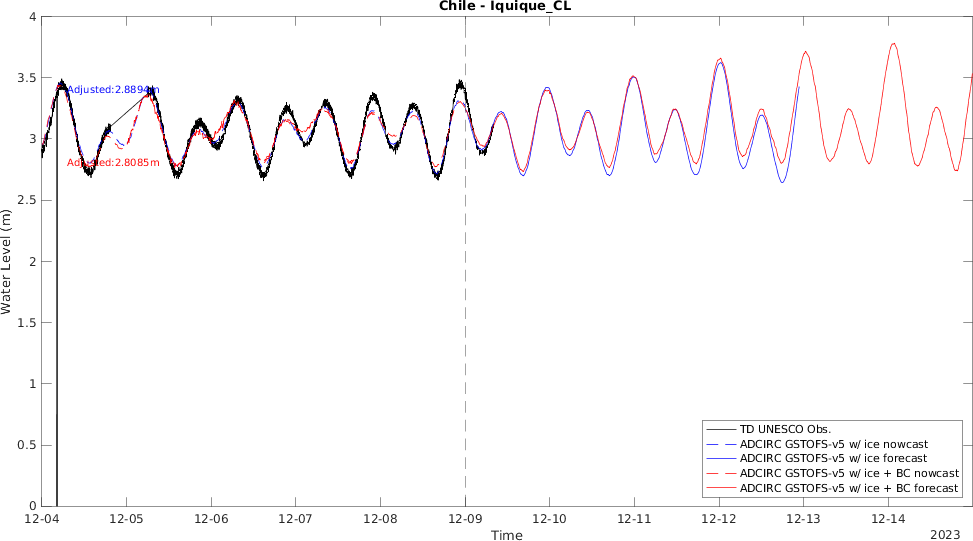 Chile - Iquique_CL
4
3.5
3
2.5
2
1.5
1
0.5
0
Water Level (m)
Adjusted:2.8894m
Adjusted:2.8085m
TD UNESCO Obs.
ADCIRC GSTOFS-v5 w/ ice nowcast
ADCIRC GSTOFS-v5 w/ ice forecast
ADCIRC GSTOFS-v5 w/ ice + BC nowcast
ADCIRC GSTOFS-v5 w/ ice + BC forecast
12-04 12-05 12-06 12-07 12-08 12-09 12-10 12-11 12-12 12-13 12-14
Time
2023